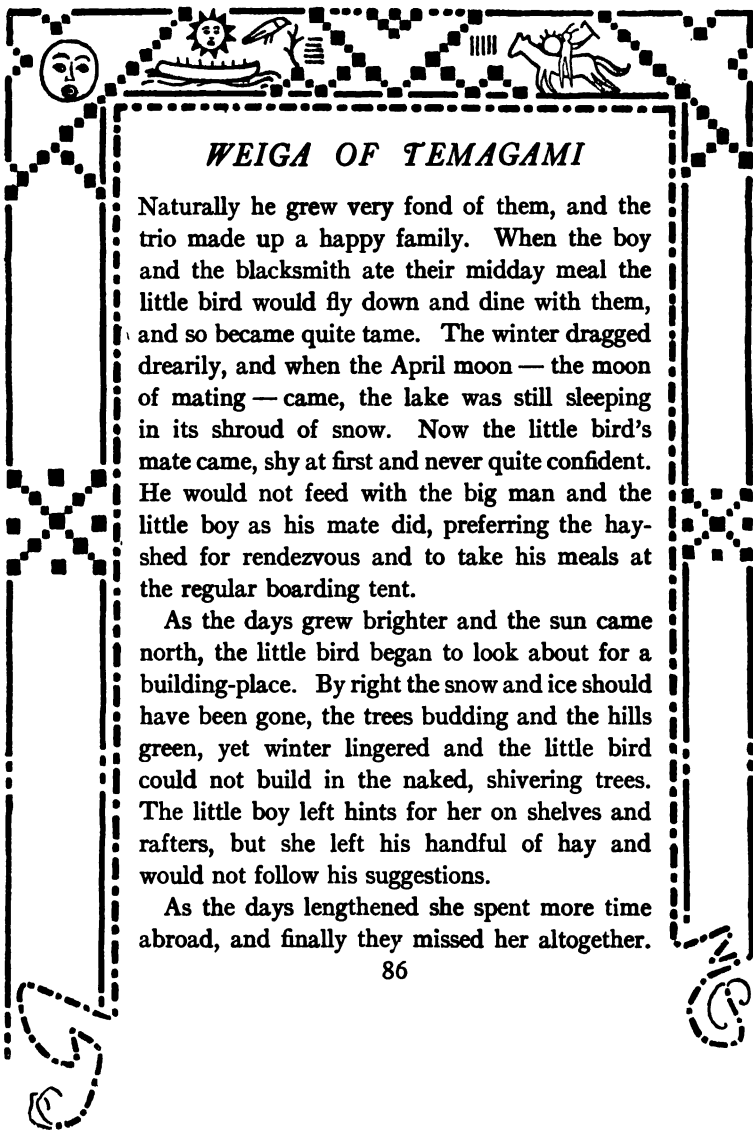 WEIGA OF TEMAGAMI
Naturally he grew very fond of them, and the
trio made up a happy family. When the boy
and the blacksmith ate their midday meal the
little bird would fly down and dine with them,
and so became quite tame. The winter dragged
drearily, and when the April moon — the moon
of mating — came, the lake was still sleeping
in its shroud of snow. Now the little bird's
mate came, shy at first and never quite confident.
He would not feed with the big man and the
little boy as his mate did, preferring the hay-
shed for rendezvous and to take his meals at
the regular boarding tent.
As the days grew brighter and the sun came
north, the little bird began to look about for a
building-place. By right the snow and ice should
have been gone, the trees budding and the hills
green, yet winter lingered and the little bird
could not build in the naked, shivering trees.
The little boy left hints for her on shelves and
rafters, but she left his handful of hay and
would not follow his suggestions.
As the days lengthened she spent more time
abroad, and finally they missed her altogether.
86